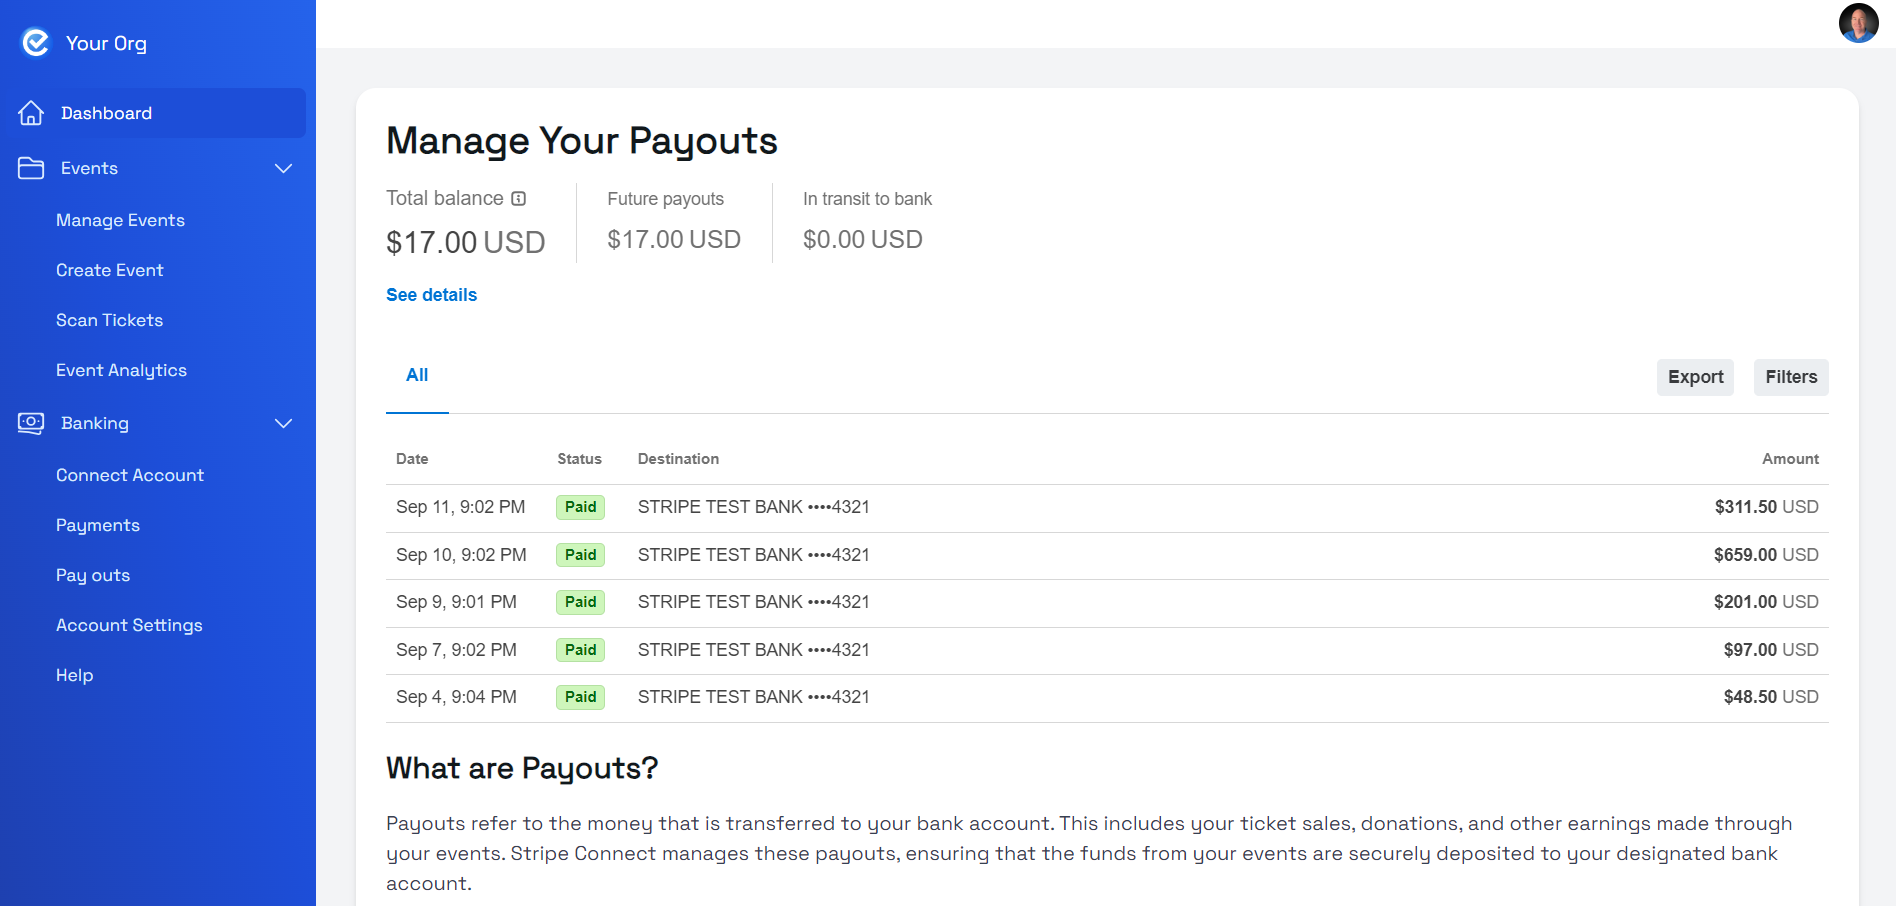 Your Org
Dashboard
Events
Manage Events
Create Event
Scan Tickets
Event Analytics
Banking
Connect Account
Payments
Pay outs
Account Settings
Help
Manage Your Payouts
Total balance
$17.00 USD
Future payouts
$17.00 USD
In transit to bank
$0.00 USD
See details
All
Export
Filters
Date Status Destination Amount
Sep 11, 9:02 PM Paid STRIPE TEST BANK ••••4321 $311.50 USD
Sep 10, 9:02 PM Paid STRIPE TEST BANK ••••4321 $659.00 USD
Sep 9, 9:01 PM Paid STRIPE TEST BANK ••••4321 $201.00 USD
Sep 7, 9:02 PM Paid STRIPE TEST BANK ••••4321 $97.00 USD
Sep 4, 9:04 PM Paid STRIPE TEST BANK ••••4321 $48.50 USD
What are Payouts?
Payouts refer to the money that is transferred to your bank account. This includes your ticket sales, donations, and other earnings made through
your events. Stripe Connect manages these payouts, ensuring that the funds from your events are securely deposited to your designated bank
account.